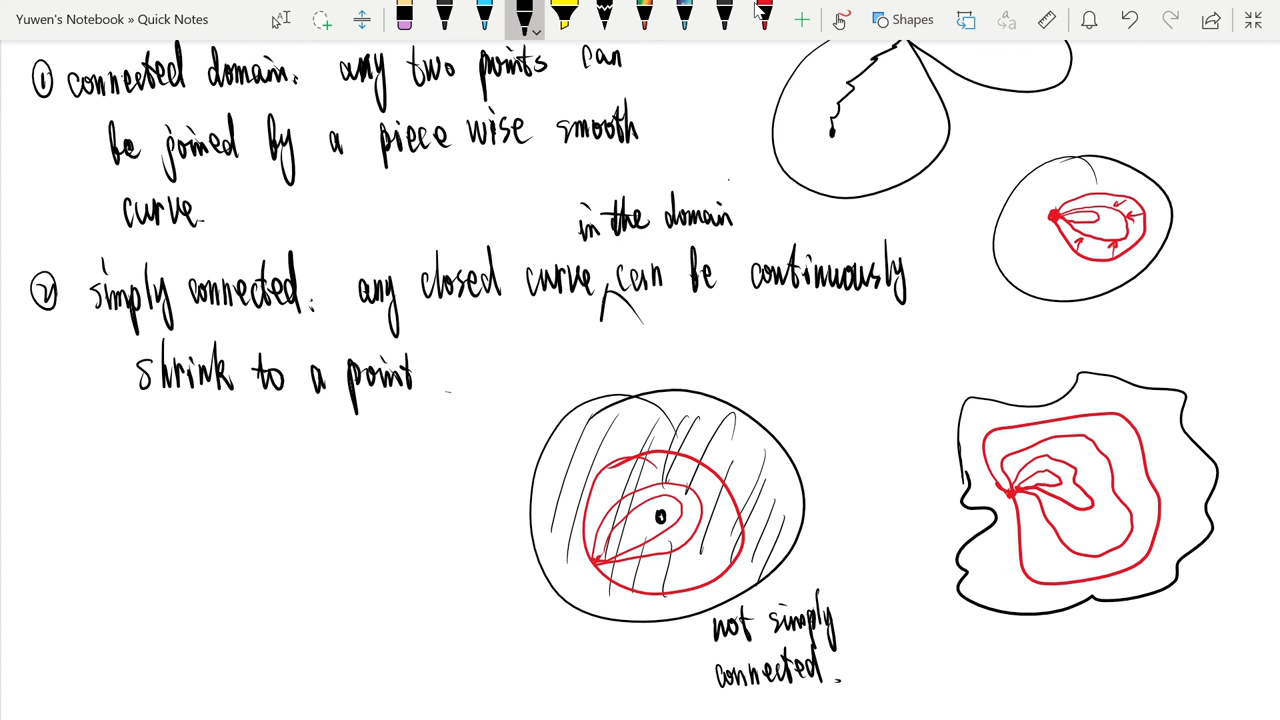 Yuwen's Notebook » Quick Notes
Shapes
① connected domain: any two points can
be joined by a piece wise smooth
curve.
in the domain
② simply connected: any closed curve can be continuously
shrink to a point
not simply
connected.